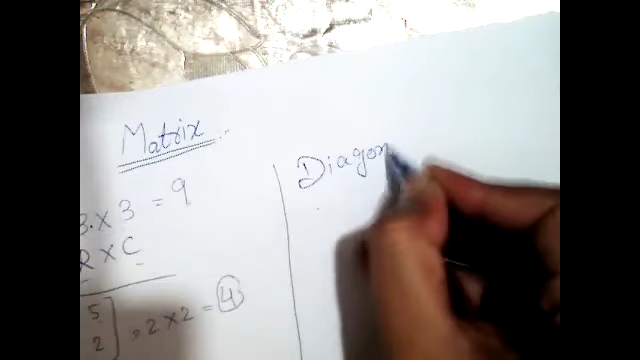 Matrix
3 × 3 = 9
R × C
5
2 ], 2 × 2 = 4
Diagon